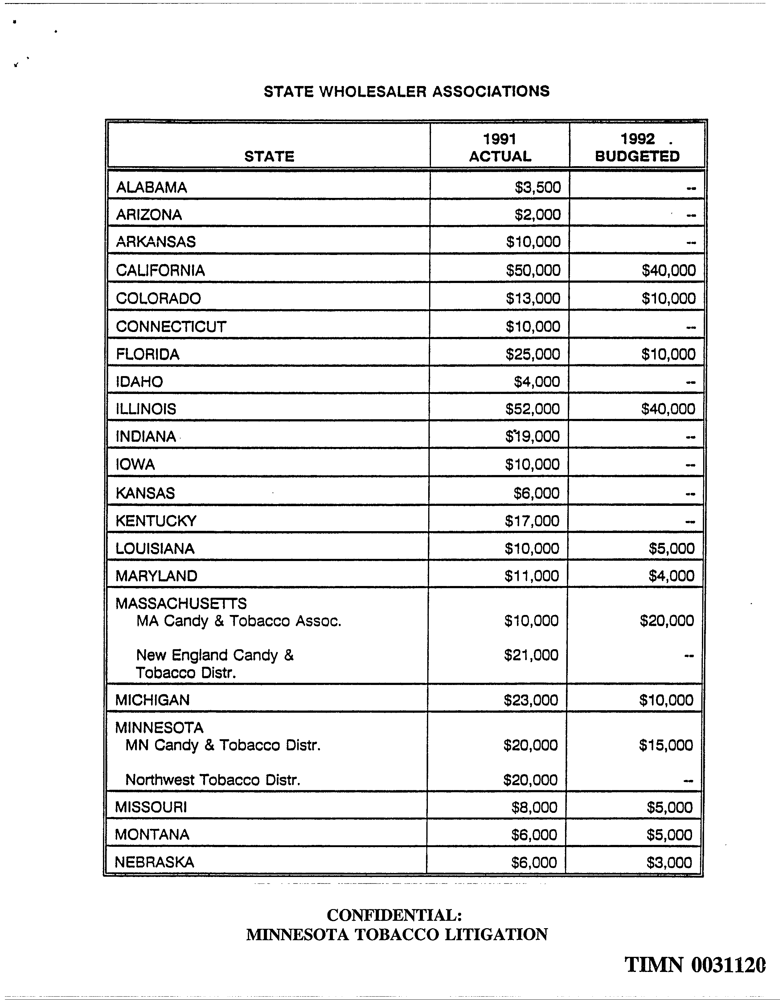 STATE WHOLESALER ASSOCIATIONS
STATE 1991 ACTUAL 1992 BUDGETED
ALABAMA $3,500 --
ARIZONA $2,000 --
ARKANSAS $10,000 --
CALIFORNIA $50,000 $40,000
COLORADO $13,000 $10,000
CONNECTICUT $10,000 --
FLORIDA $25,000 $10,000
IDAHO $4,000 --
ILLINOIS $52,000 $40,000
INDIANA $19,000 --
IOWA $10,000 --
KANSAS $6,000 --
KENTUCKY $17,000 --
LOUISIANA $10,000 $5,000
MARYLAND $11,000 $4,000
MASSACHUSETTS
MA Candy & Tobacco Assoc. $10,000 $20,000
New England Candy & $21,000 --
Tobacco Distr.
MICHIGAN $23,000 $10,000
MINNESOTA
MN Candy & Tobacco Distr. $20,000 $15,000
Northwest Tobacco Distr. $20,000 --
MISSOURI $8,000 $5,000
MONTANA $6,000 $5,000
NEBRASKA $6,000 $3,000
CONFIDENTIAL:
MINNESOTA TOBACCO LITIGATION
TIMN 0031120